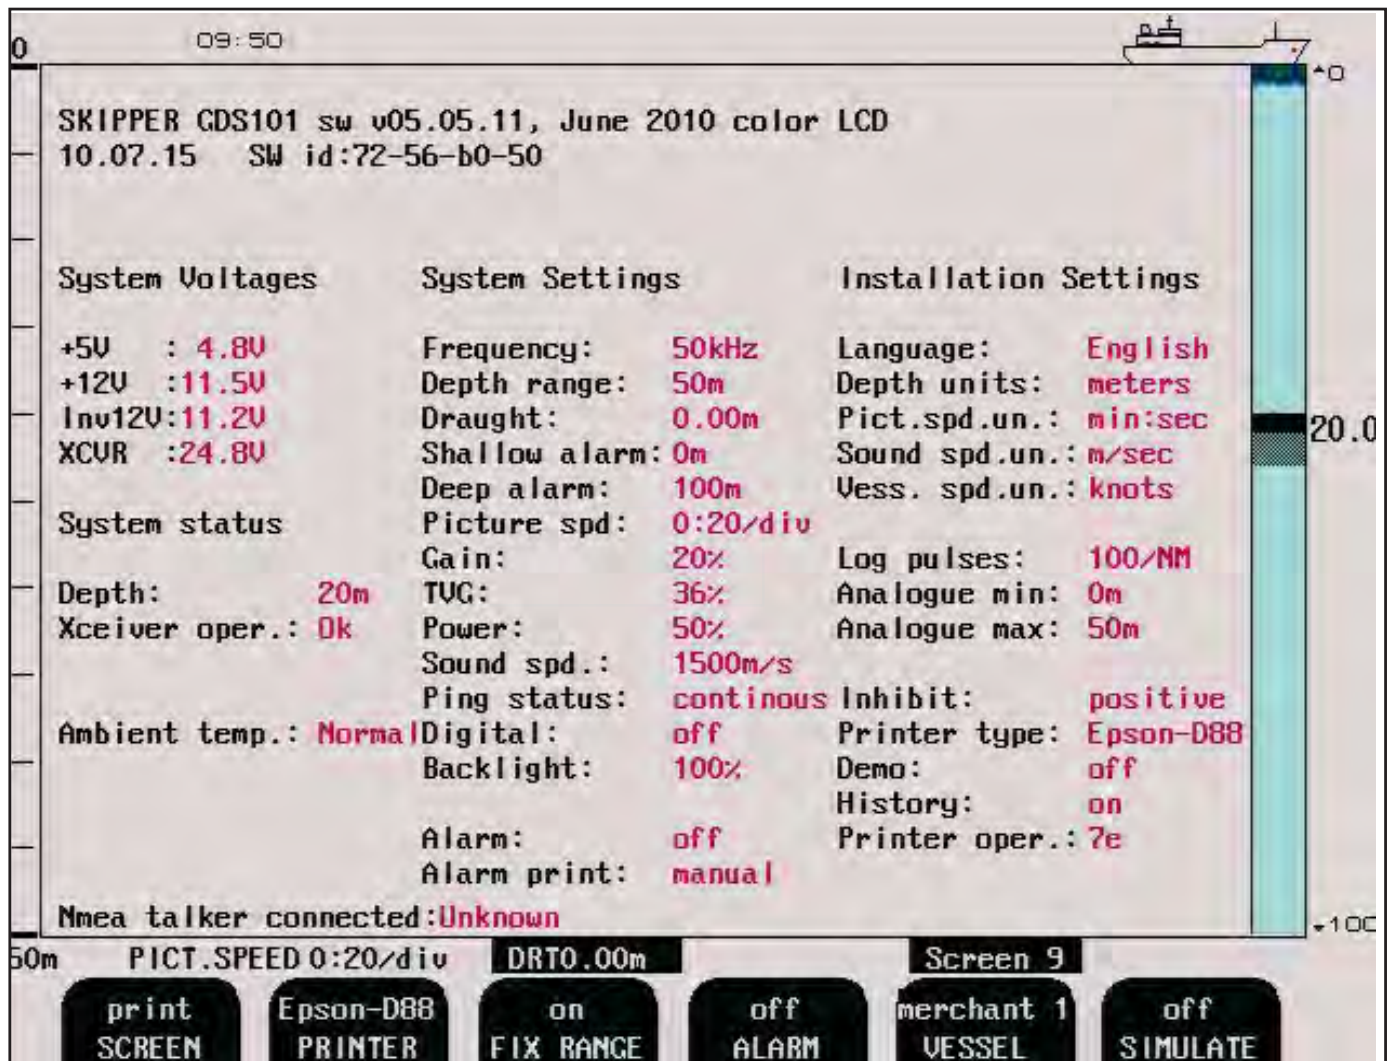 0 09:50
▲0
SKIPPER GDS101 sw v05.05.11, June 2010 color LCD
10.07.15 SW id:72-56-b0-50
System Voltages System Settings Installation Settings
+5V : 4.8V Frequency: 50kHz Language: English
+12V :11.5V Depth range: 50m Depth units: meters
Inv12V:11.2V Draught: 0.00m Pict.spd.un.: min:sec
20.0
XCVR :24.8V Shallow alarm: 0m Sound spd.un.: m/sec
Deep alarm: 100m Vess. spd.un.: knots
System status Picture spd: 0:20/div
Gain: 20% Log pulses: 100/NM
Depth: 20m TVG: 36% Analogue min: 0m
Xceiver oper.: Ok Power: 50% Analogue max: 50m
Sound spd.: 1500m/s
Ping status: continous Inhibit: positive
Ambient temp.: Normal Digital: off Printer type: Epson-D88
Backlight: 100% Demo: off
History: on
Alarm: off Printer oper.: ?e
Alarm print: manual
Nmea talker connected:Unknown
▼100
50m PICT.SPEED 0:20/div DRT0.00m Screen 9
print Epson-D88 on off merchant 1 off
SCREEN PRINTER FIX RANGE ALARM VESSEL SIMULATE